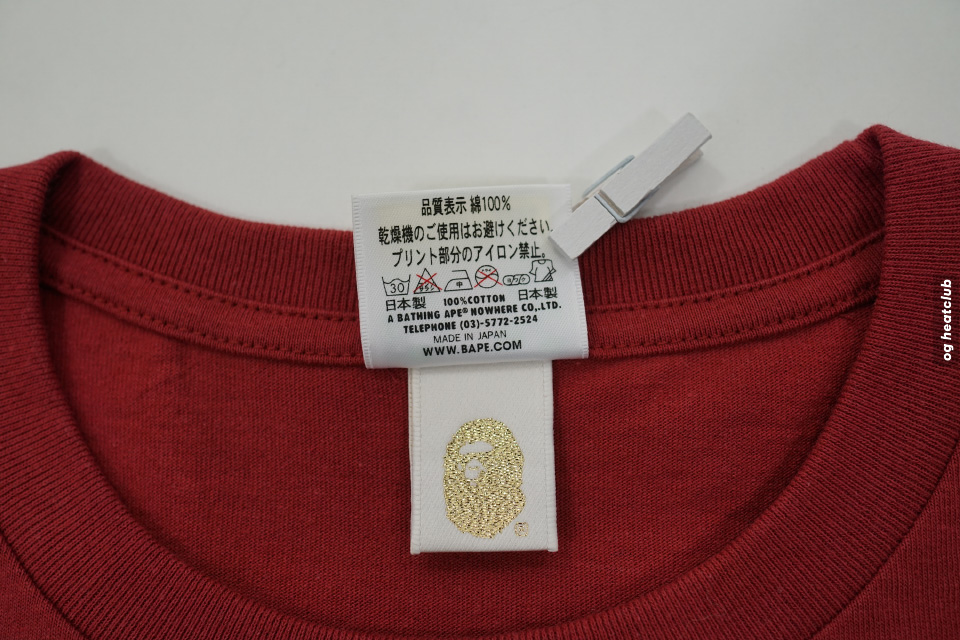 品質表示 綿100%
乾燥機のご使用はお避けください。
プリント部分のアイロン禁止。
30 中
日本製 100%COTTON 日本製
A BATHING APE® NOWHERE CO,.LTD.
TELEPHONE (03)-5772-2524
MADE IN JAPAN
WWW.BAPE.COM
og heatclub